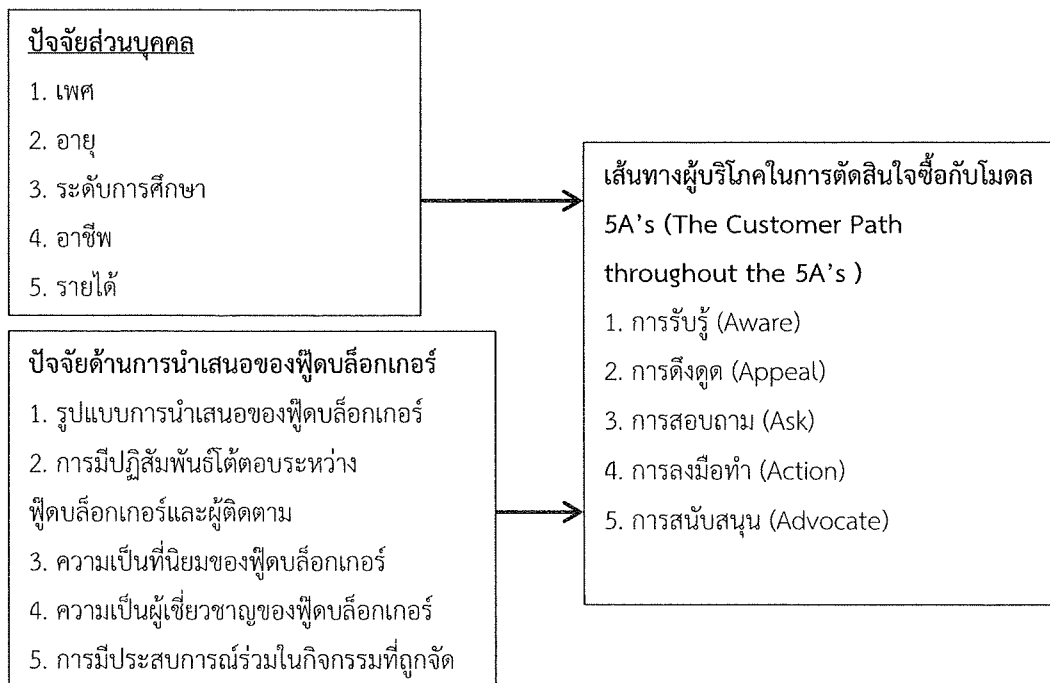 ปัจจัยส่วนบุคคล
1. เพศ
2. อายุ
3. ระดับการศึกษา
4. อาชีพ
5. รายได้
ปัจจัยด้านการนำเสนอของฟู๊ดบล็อกเกอร์
1. รูปแบบการนำเสนอของฟู๊ดบล็อกเกอร์
2. การมีปฏิสัมพันธ์โต้ตอบระหว่าง
ฟู๊ดบล็อกเกอร์และผู้ติดตาม
3. ความเป็นที่นิยมของฟู๊ดบล็อกเกอร์
4. ความเป็นผู้เชี่ยวชาญของฟู๊ดบล็อกเกอร์
5. การมีประสบการณ์ร่วมในกิจกรรมที่ถูกจัด
เส้นทางผู้บริโภคในการตัดสินใจซื้อกับโมดล
5A's (The Customer Path
throughout the 5A's )
1. การรับรู้ (Aware)
2. การดึงดูด (Appeal)
3. การสอบถาม (Ask)
4. การลงมือทำ (Action)
5. การสนับสนุน (Advocate)